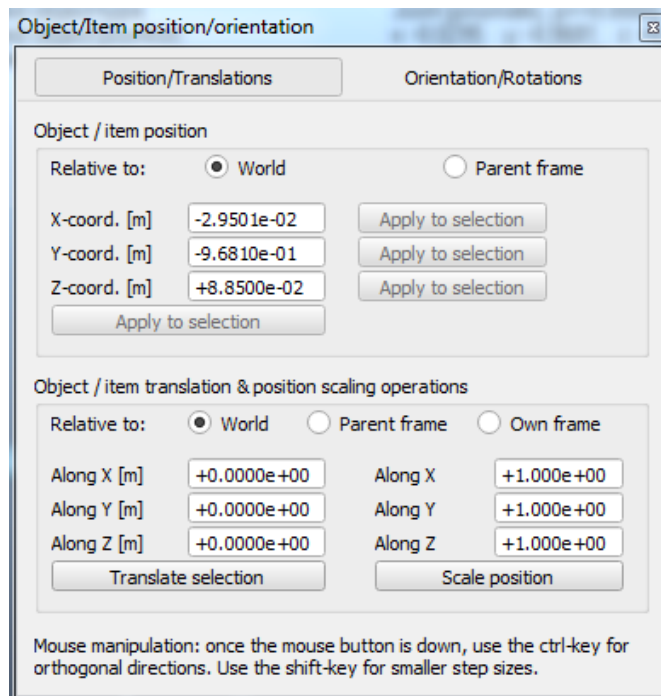 Object/Item position/orientation
Position/Translations Orientation/Rotations
Object / item position
Relative to: World Parent frame
X-coord. [m] -2.9501e-02 Apply to selection
Y-coord. [m] -9.6810e-01 Apply to selection
Z-coord. [m] +8.8500e-02 Apply to selection
Apply to selection
Object / item translation & position scaling operations
Relative to: World Parent frame Own frame
Along X [m] +0.0000e+00 Along X +1.000e+00
Along Y [m] +0.0000e+00 Along Y +1.000e+00
Along Z [m] +0.0000e+00 Along Z +1.000e+00
Translate selection Scale position
Mouse manipulation: once the mouse button is down, use the ctrl-key for
orthogonal directions. Use the shift-key for smaller step sizes.